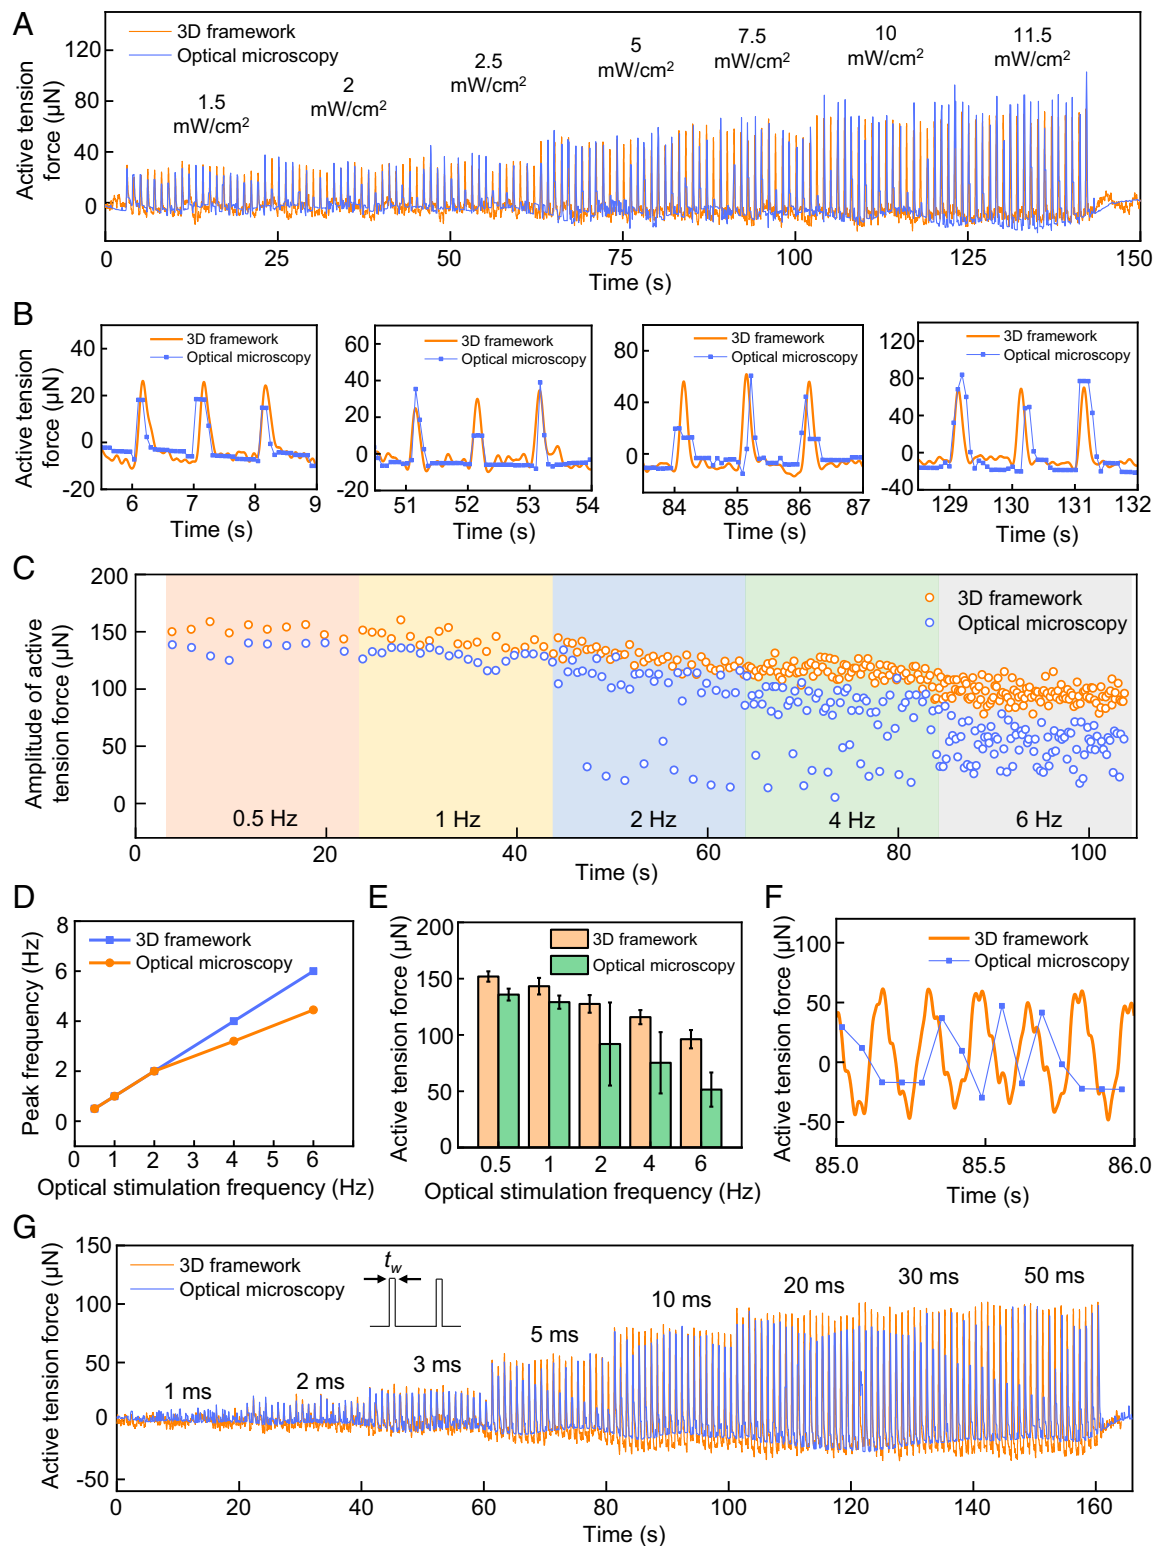 A
3D framework
Optical microscopy
1.5
mW/cm²
2
mW/cm²
2.5
mW/cm²
5
mW/cm²
7.5
mW/cm²
10
mW/cm²
11.5
mW/cm²
Active tension
force (μN)
120
80
40
0
0 25 50 75 100 125 150
Time (s)
B
Active tension
force (μN)
3D framework
Optical microscopy
40
20
0
-20
6 7 8 9
Time (s)
3D framework
Optical microscopy
60
40
20
0
-20
51 52 53 54
Time (s)
3D framework
Optical microscopy
80
40
0
84 85 86 87
Time (s)
3D framework
Optical microscopy
120
80
40
0
-40
129 130 131 132
Time (s)
C
Amplitude of active
tension force (μN)
200
150
100
50
0
3D framework
Optical microscopy
0.5 Hz 1 Hz 2 Hz 4 Hz 6 Hz
0 20 40 60 80 100
Time (s)
D
Peak frequency (Hz)
8
6
4
2
0
3D framework
Optical microscopy
0 1 2 3 4 5 6
Optical stimulation frequency (Hz)
E
Active tension force (μN)
200
150
100
50
0
3D framework
Optical microscopy
0.5 1 2 4 6
Optical stimulation frequency (Hz)
F
Active tension force (μN)
100
50
0
-50
3D framework
Optical microscopy
85.0 85.5 86.0
Time (s)
G
Active tension force (μN)
150
100
50
0
-50
3D framework
Optical microscopy
tw
1 ms
2 ms
3 ms
5 ms
10 ms
20 ms
30 ms
50 ms
0 20 40 60 80 100 120 140 160
Time (s)